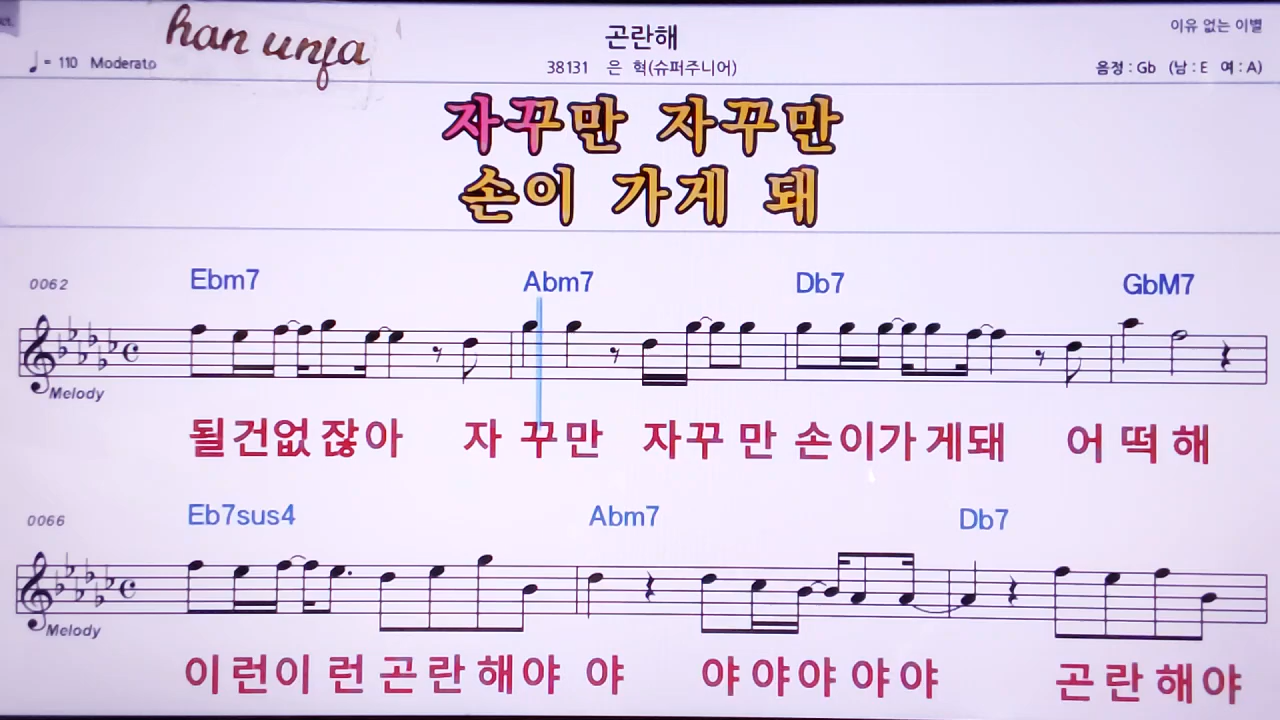 han unfa
곤란해
이유 없는 이별
♩= 110 Moderato
38131 은 혁(슈퍼주니어)
음정 : Gb (남 : E 여 : A)
자꾸만 자꾸만
손이 가게 돼
0062 Ebm7 Abm7 Db7 GbM7
Melody
될건없 잖아 자 꾸만 자꾸 만 손이가 게돼 어 떡 해
0066 Eb7sus4 Abm7 Db7
Melody
이 런이 런 곤 란 해야 야 야 야야 야 야 곤 란 해 야